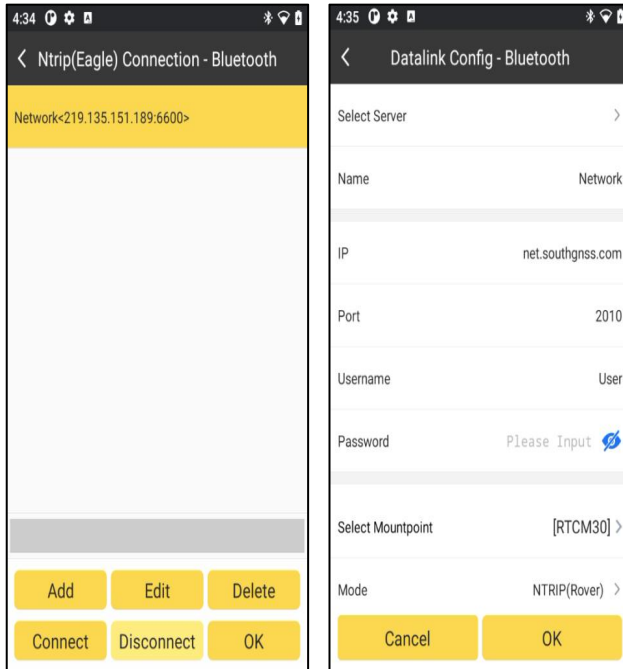 4:34
Ntrip(Eagle) Connection - Bluetooth
Network<219.135.151.189:6600>
Add Edit Delete
Connect Disconnect OK
4:35
Datalink Config - Bluetooth
Select Server
Name Network
IP net.southgnss.com
Port 2010
Username User
Password Please Input
Select Mountpoint [RTCM30]
Mode NTRIP(Rover)
Cancel OK